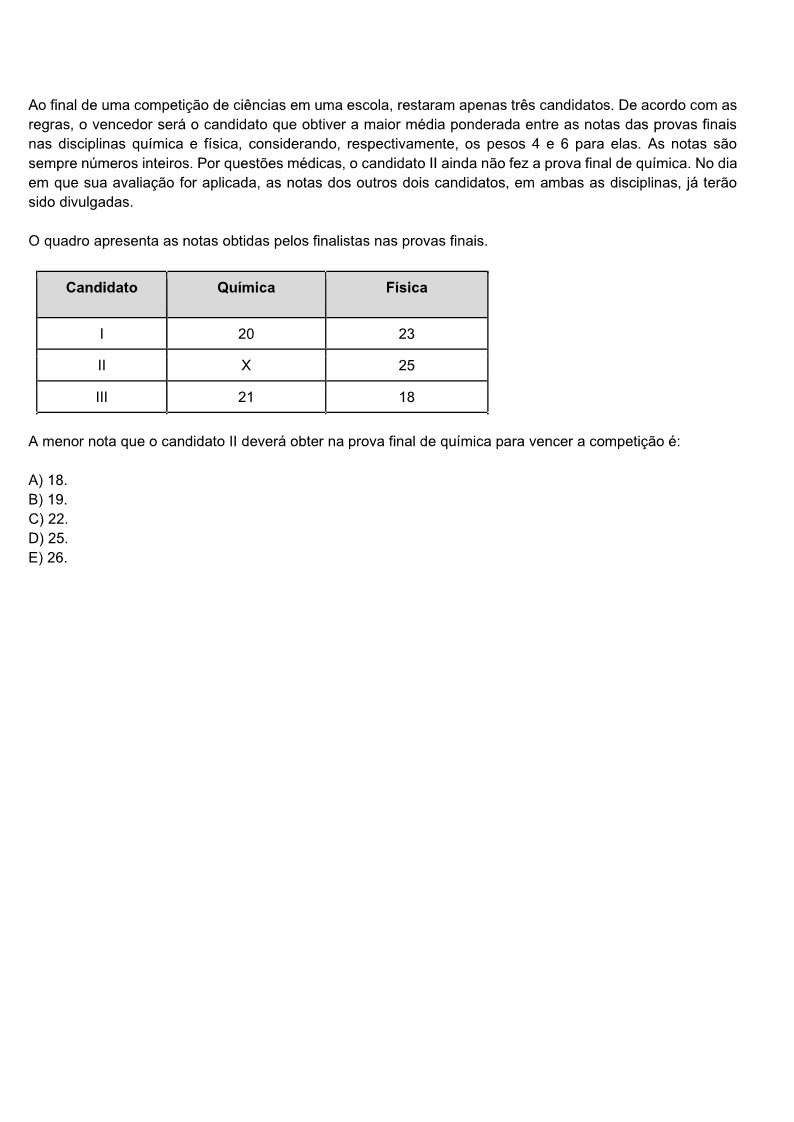 Ao final de uma competição de ciências em uma escola, restaram apenas três candidatos. De acordo com as
regras, o vencedor será o candidato que obtiver a maior média ponderada entre as notas das provas finais
nas disciplinas química e física, considerando, respectivamente, os pesos 4 e 6 para elas. As notas são
sempre números inteiros. Por questões médicas, o candidato II ainda não fez a prova final de química. No dia
em que sua avaliação for aplicada, as notas dos outros dois candidatos, em ambas as disciplinas, já terão
sido divulgadas.
O quadro apresenta as notas obtidas pelos finalistas nas provas finais.
Candidato Química Física
I 20 23
II X 25
III 21 18
A menor nota que o candidato II deverá obter na prova final de química para vencer a competição é:
A) 18.
B) 19.
C) 22.
D) 25.
E) 26.